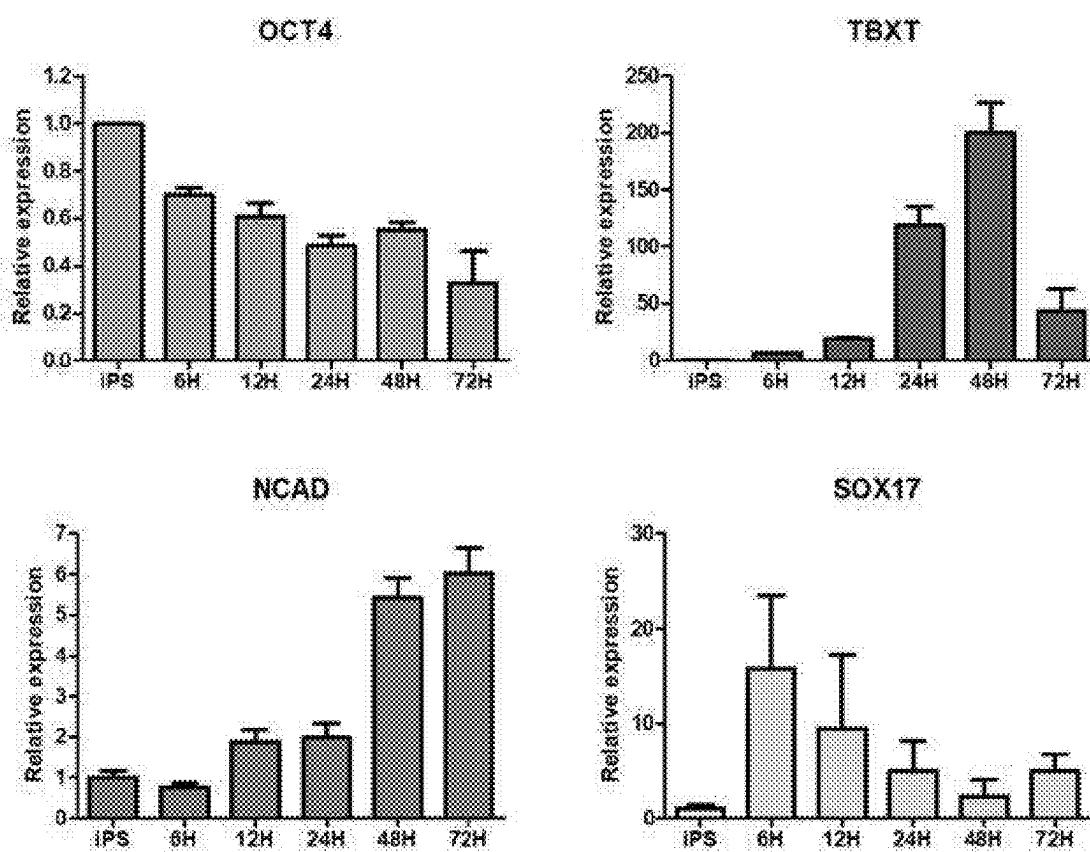 OCT4
Relative expression
1.2
1.0
0.8
0.6
0.4
0.2
0.0
iPS 6H 12H 24H 48H 72H
TBXT
Relative expression
250
200
150
100
50
0
iPS 6H 12H 24H 48H 72H
NCAD
Relative expression
7
6
5
4
3
2
1
0
iPS 6H 12H 24H 48H 72H
SOX17
Relative expression
30
20
10
0
iPS 6H 12H 24H 48H 72H